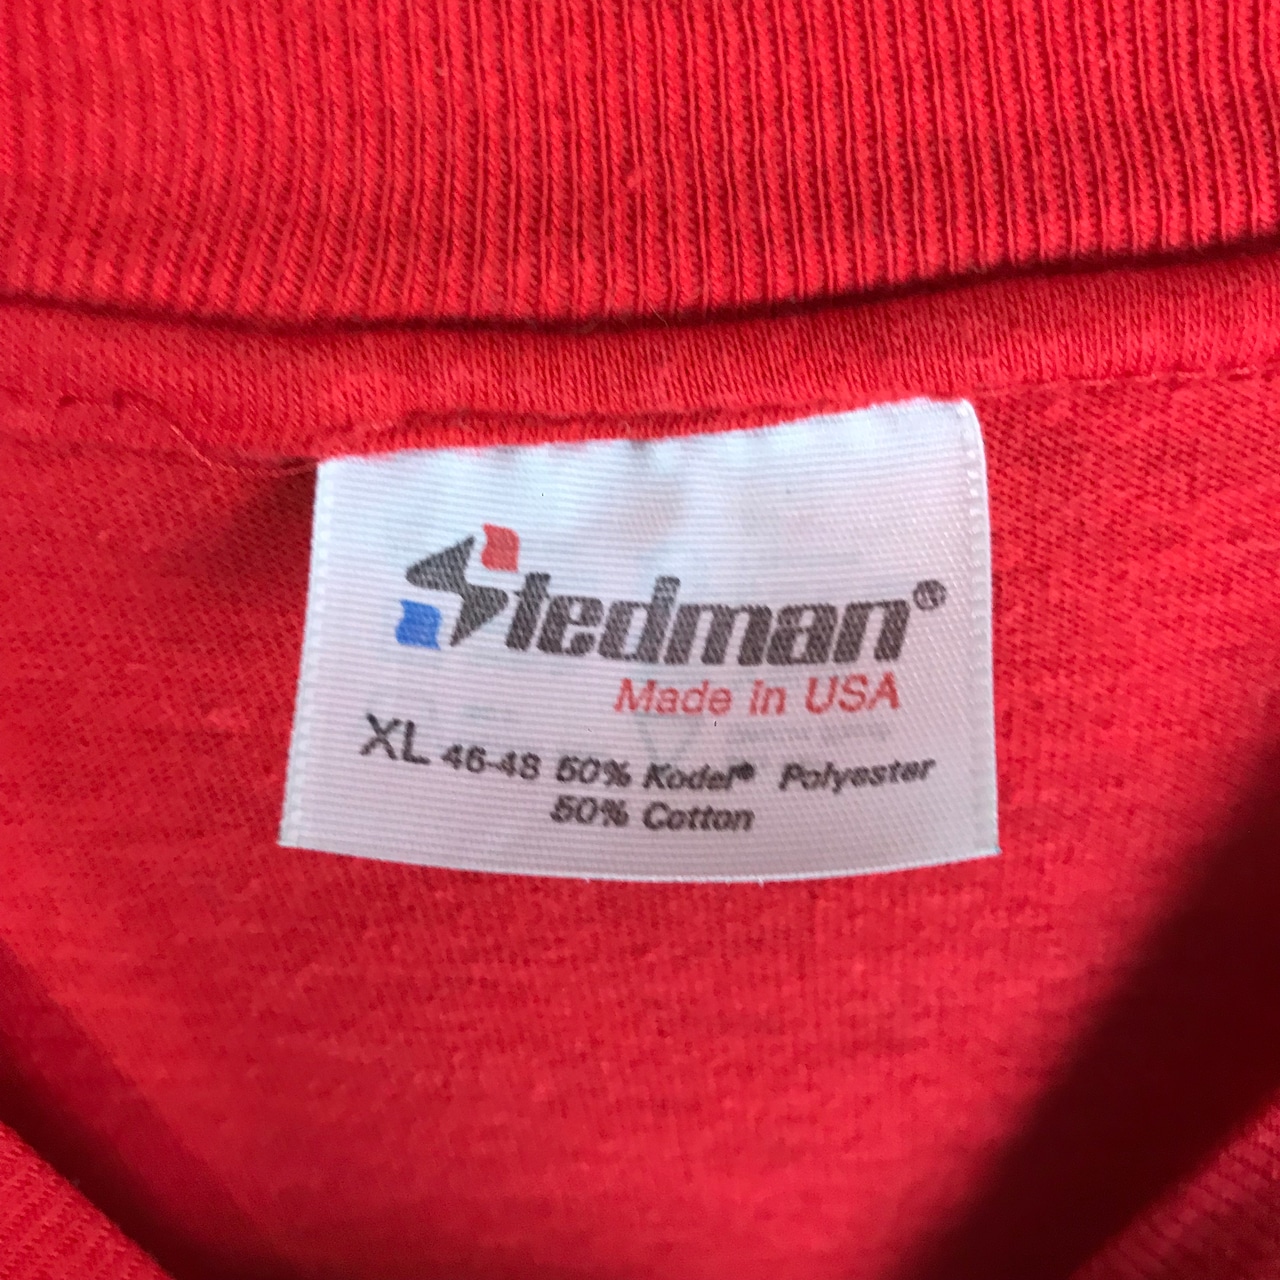 Stedman®
Made in USA
XL 46-48 50% Kodel® Polyester
50% Cotton